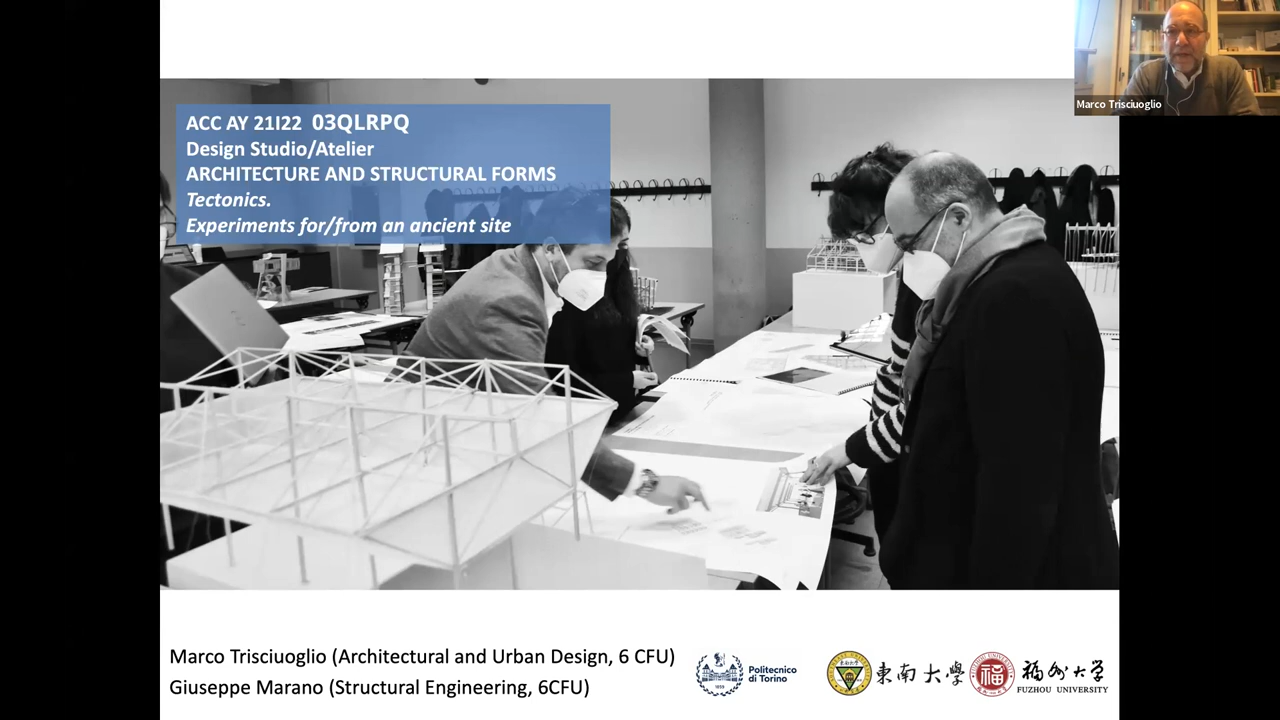 Marco Trisciuoglio
ACC AY 21I22 03QLRPQ
Design Studio/Atelier
ARCHITECTURE AND STRUCTURAL FORMS
Tectonics.
Experiments for/from an ancient site
Marco Trisciuoglio (Architectural and Urban Design, 6 CFU)
Giuseppe Marano (Structural Engineering, 6CFU)
Politecnico
di Torino
1859
東南大學
福
福州大学
FUZHOU UNIVERSITY